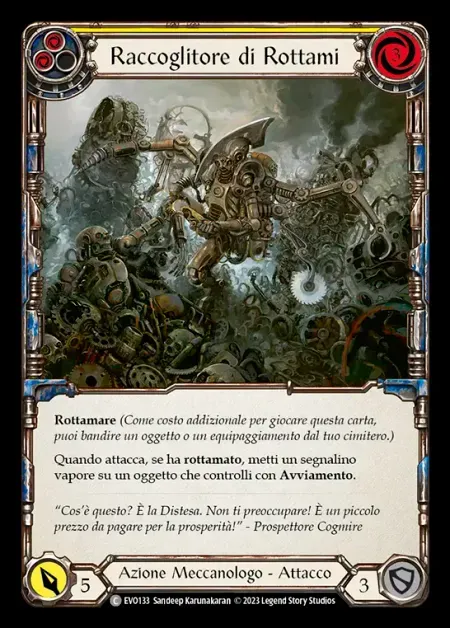 Raccoglitore di Rottami
3
Rottamare (Come costo addizionale per giocare questa carta,
puoi bandire un oggetto o un equipaggiamento dal tuo cimitero.)
Quando attacca, se ha rottamato, metti un segnalino
vapore su un oggetto che controlli con Avviamento.
“Cos’è questo? È la Distesa. Non ti preoccupare! È un piccolo
prezzo da pagare per la prosperità!” - Prospettore Cogmire
5
Azione Meccanologo - Attacco
3
C EVO133 Sandeep Karunakaran © 2023 Legend Story Studios